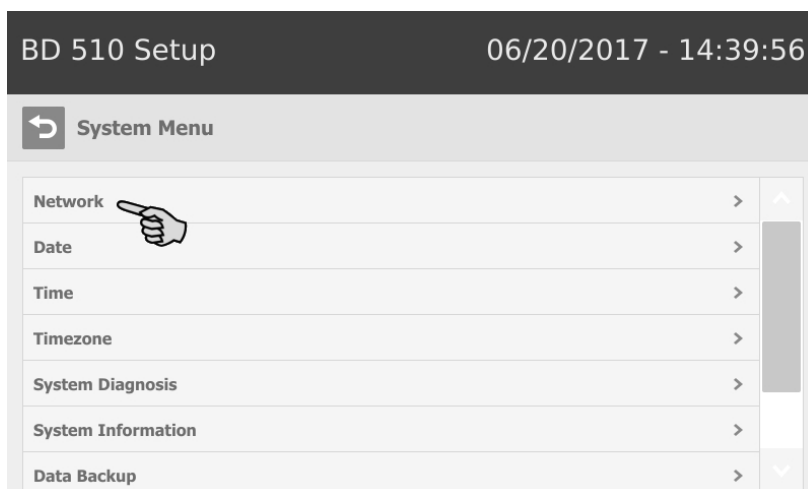 BD 510 Setup 06/20/2017 - 14:39:56
System Menu
Network
Date
Time
Timezone
System Diagnosis
System Information
Data Backup